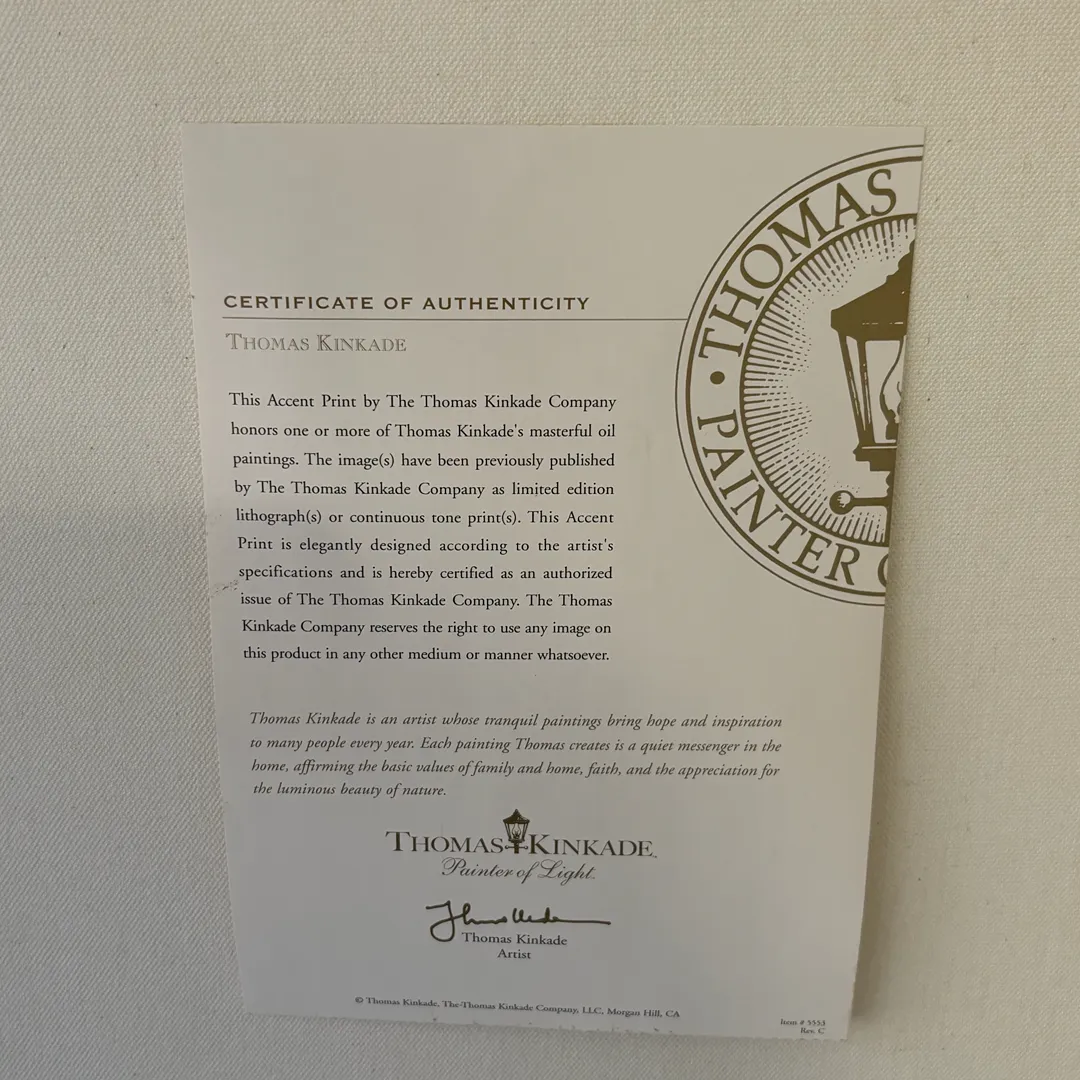 THOMAS
PAINTER
CERTIFICATE OF AUTHENTICITY
THOMAS KINKADE
This Accent Print by The Thomas Kinkade Company
honors one or more of Thomas Kinkade's masterful oil
paintings. The image(s) have been previously published
by The Thomas Kinkade Company as limited edition
lithograph(s) or continuous tone print(s). This Accent
Print is elegantly designed according to the artist's
specifications and is hereby certified as an authorized
issue of The Thomas Kinkade Company. The Thomas
Kinkade Company reserves the right to use any image on
this product in any other medium or manner whatsoever.
Thomas Kinkade is an artist whose tranquil paintings bring hope and inspiration
to many people every year. Each painting Thomas creates is a quiet messenger in the
home, affirming the basic values of family and home, faith, and the appreciation for
the luminous beauty of nature.
THOMAS KINKADE™
Painter of Light™
Thomas Kinkade
Artist
© Thomas Kinkade, The Thomas Kinkade Company, LLC, Morgan Hill, CA
Item # 5553
Rev. C